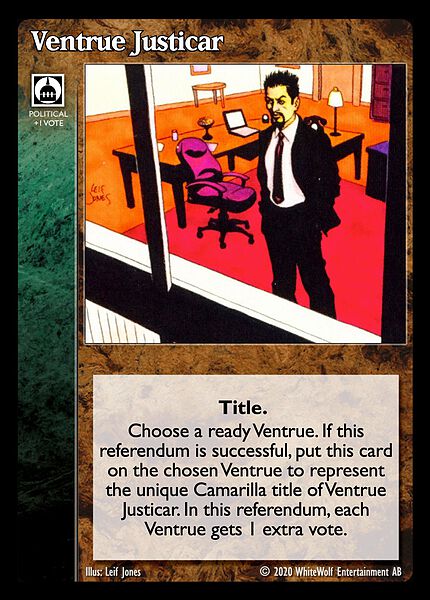 Ventrue Justicar
POLITICAL
+1 VOTE
LEIF
JONES
Title.
Choose a ready Ventrue. If this
referendum is successful, put this card
on the chosen Ventrue to represent
the unique Camarilla title of Ventrue
Justicar. In this referendum, each
Ventrue gets 1 extra vote.
Illus: Leif Jones
© 2020 WhiteWolf Entertainment AB